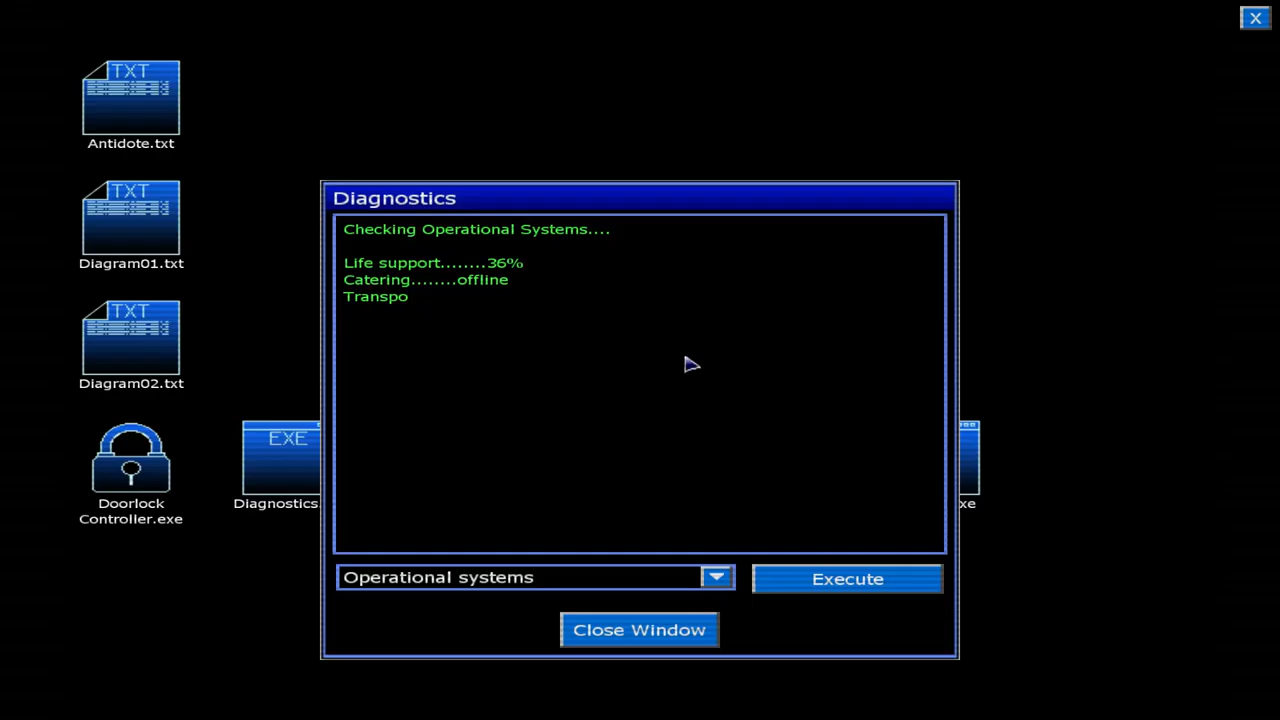 X
TXT
Antidote.txt
TXT
Diagram01.txt
TXT
Diagram02.txt
Doorlock
Controller.exe
EXE
Diagnostics.
Diagnostics
Checking Operational Systems....
Life support........36%
Catering........offline
Transpo
Operational systems
Execute
Close Window
xe